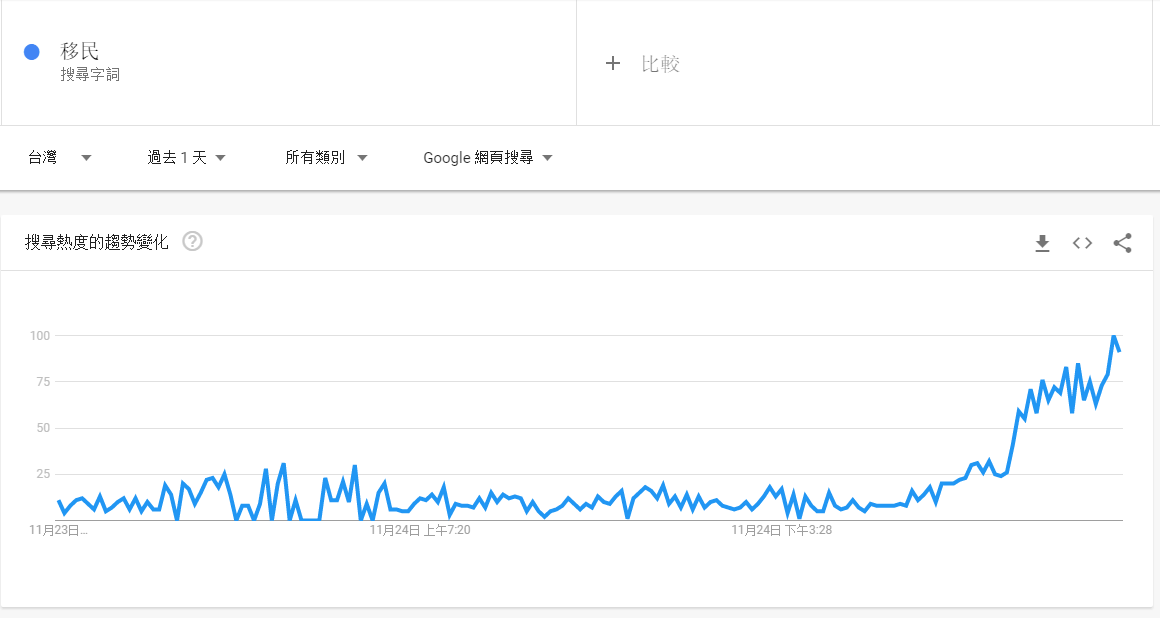 移民
搜尋字詞
+ 比較
台灣 過去 1 天 所有類別 Google 網頁搜尋
搜尋熱度的趨勢變化 ?
100
75
50
25
11月23日… 11月24日 上午7:20 11月24日 下午3:28